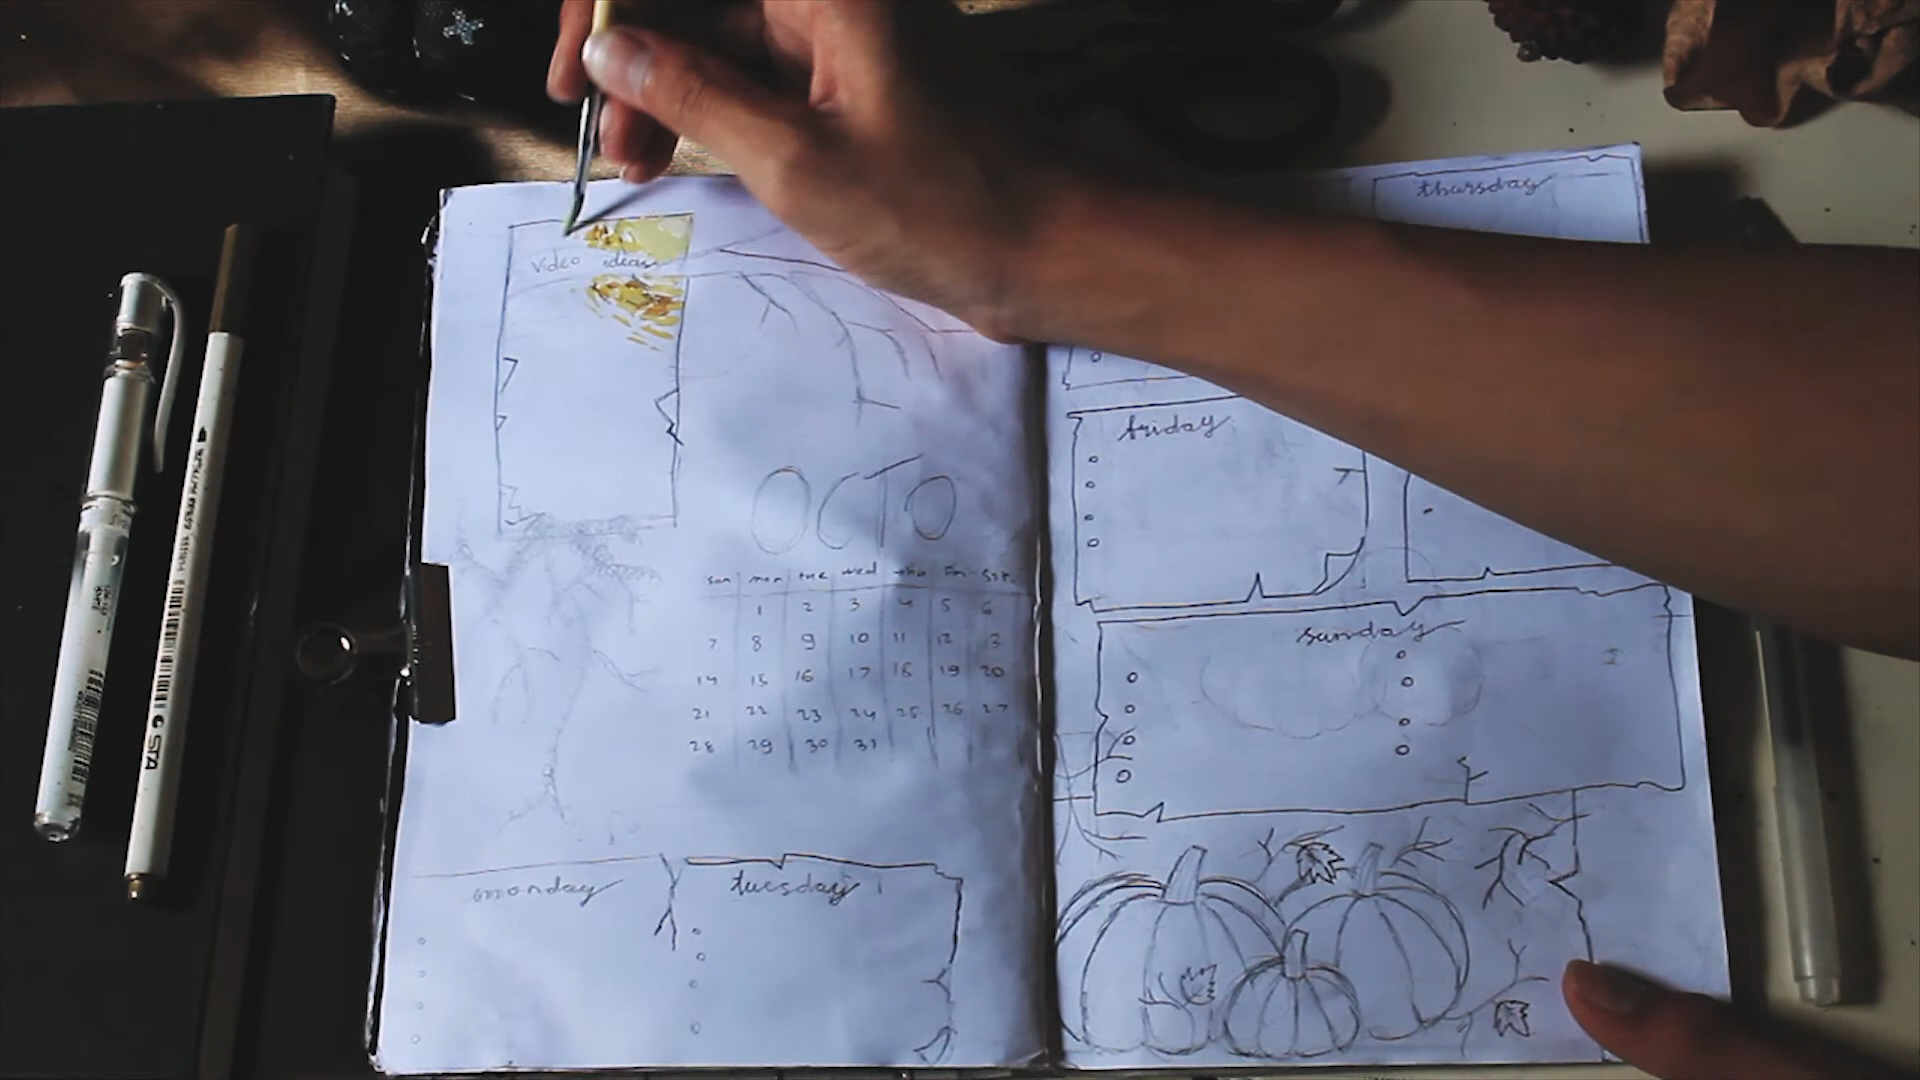 video ideas
OCTO
sun mon tue wed thu Fri sat
1 2 3 4 5 6
7 8 9 10 11 12 13
14 15 16 17 18 19 20
21 22 23 24 25 26 27
28 29 30 31
monday
tuesday
thursday
friday
sunday
STA